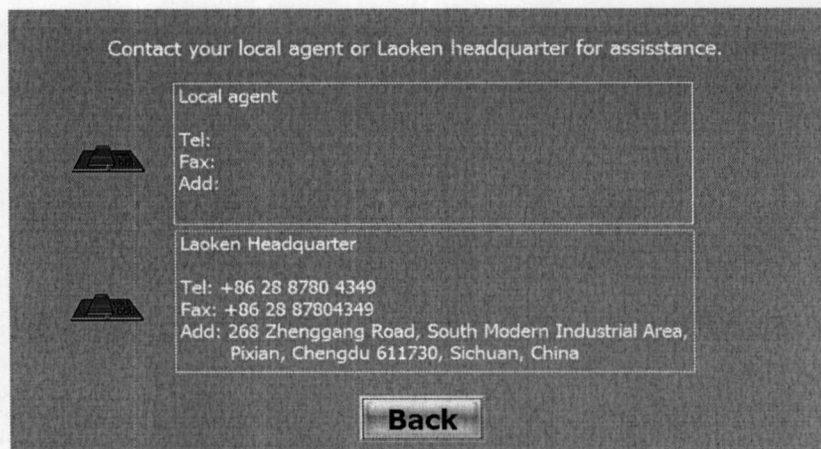 Contact your local agent or Laoken headquarter for assisstance.
Local agent
Tel:
Fax:
Add:
Laoken Headquarter
Tel: +86 28 8780 4349
Fax: +86 28 87804349
Add: 268 Zhenggang Road, South Modern Industrial Area,
Pixian, Chengdu 611730, Sichuan, China
Back